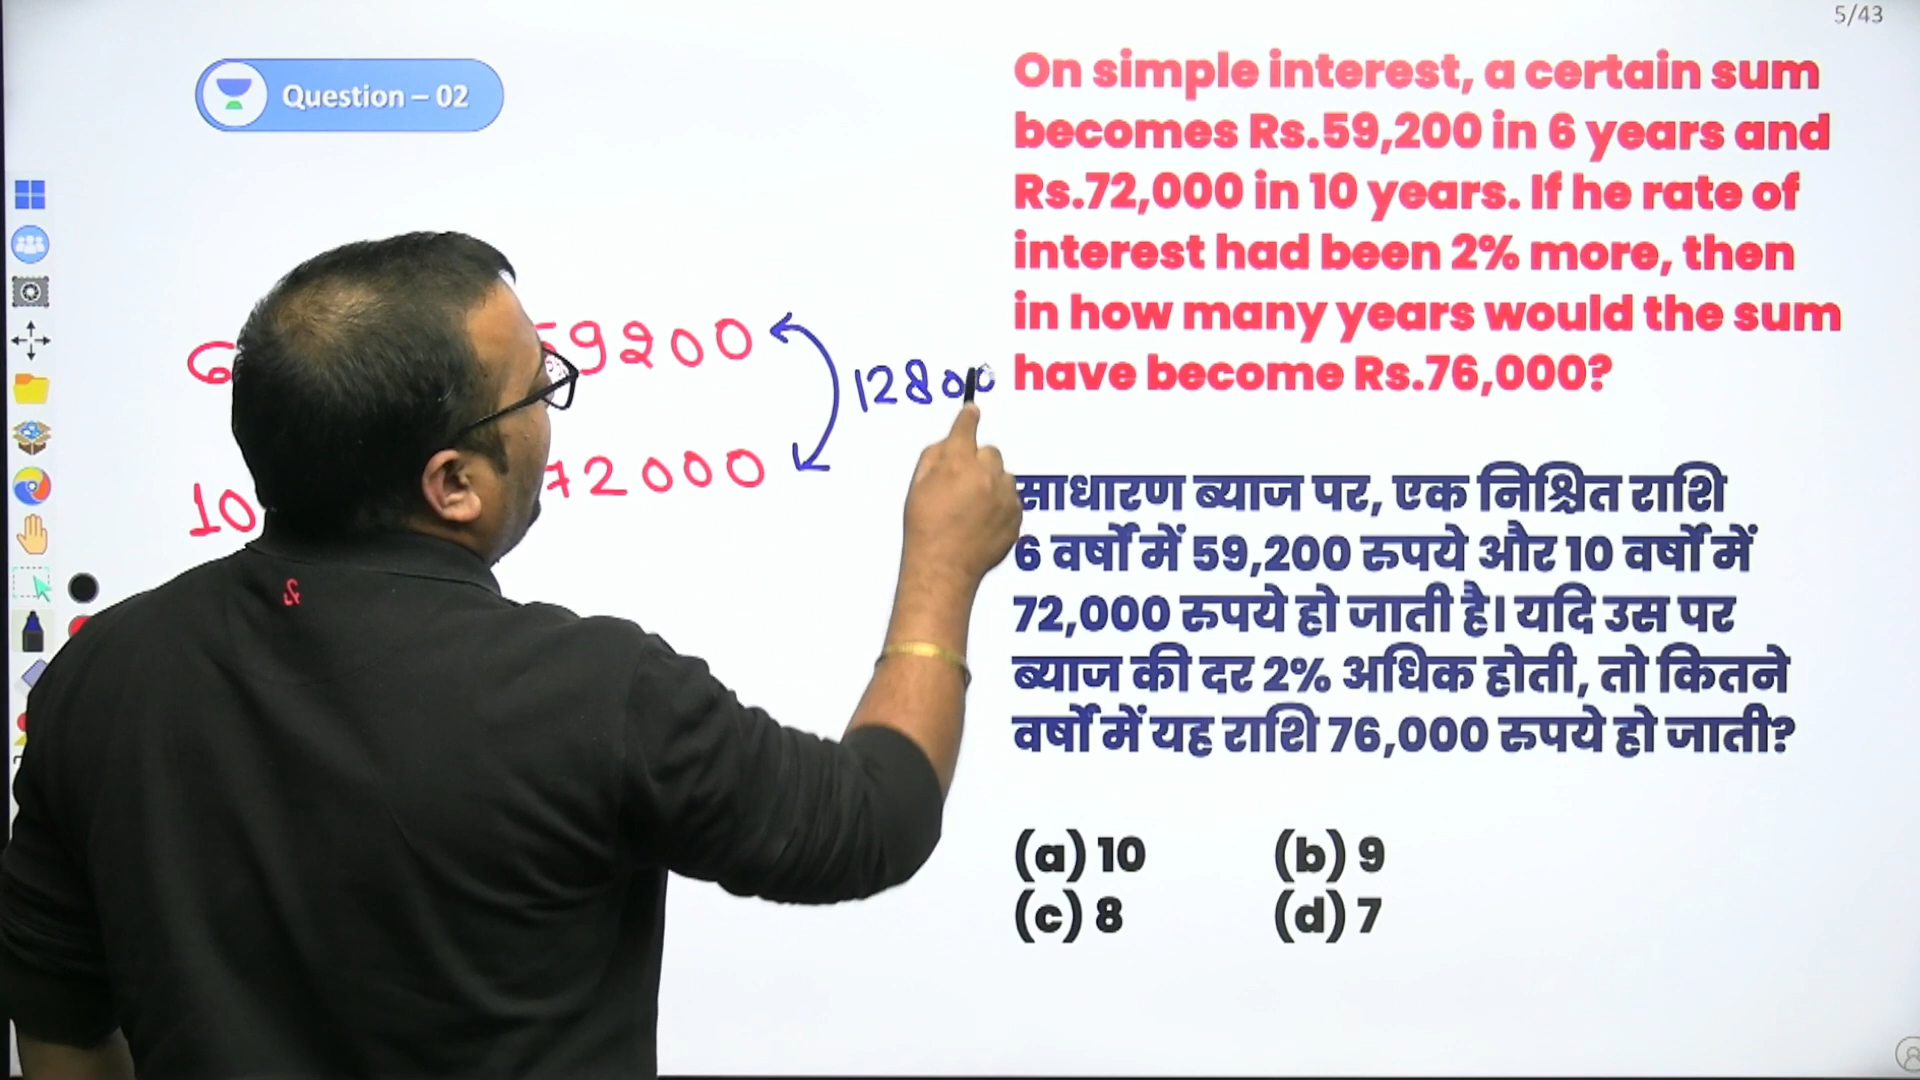 5/43
Question – 02
On simple interest, a certain sum
becomes Rs.59,200 in 6 years and
Rs.72,000 in 10 years. If he rate of
interest had been 2% more, then
in how many years would the sum
have become Rs.76,000?
6 59200
12800
10 72000
साधारण ब्याज पर, एक निश्चित राशि
6 वर्षों में 59,200 रुपये और 10 वर्षों में
72,000 रुपये हो जाती है। यदि उस पर
ब्याज की दर 2% अधिक होती, तो कितने
वर्षों में यह राशि 76,000 रुपये हो जाती?
(a) 10 (b) 9
(c) 8 (d) 7